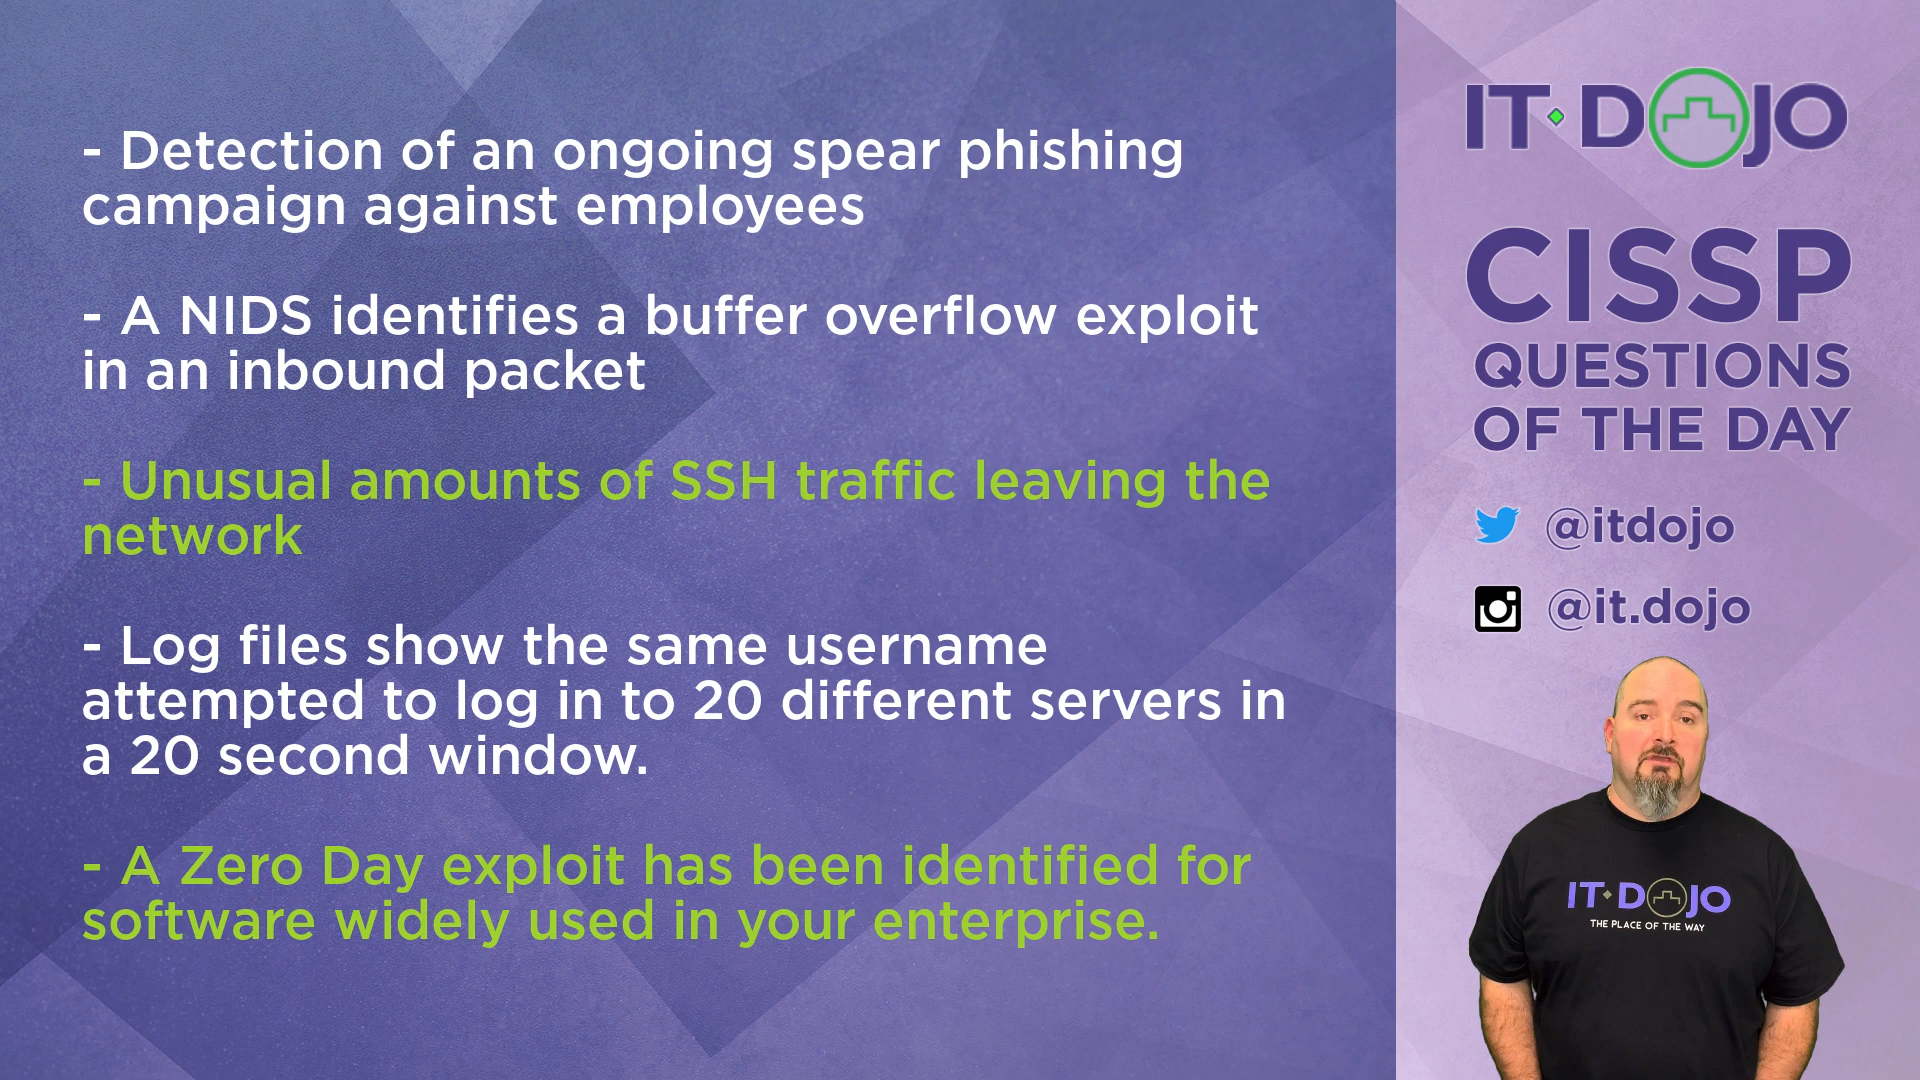 - Detection of an ongoing spear phishing
campaign against employees
- A NIDS identifies a buffer overflow exploit
in an inbound packet
- Unusual amounts of SSH traffic leaving the
network
- Log files show the same username
attempted to log in to 20 different servers in
a 20 second window.
- A Zero Day exploit has been identified for
software widely used in your enterprise.
IT DOJO
CISSP
QUESTIONS
OF THE DAY
@itdojo
@it.dojo
IT DOJO
THE PLACE OF THE WAY